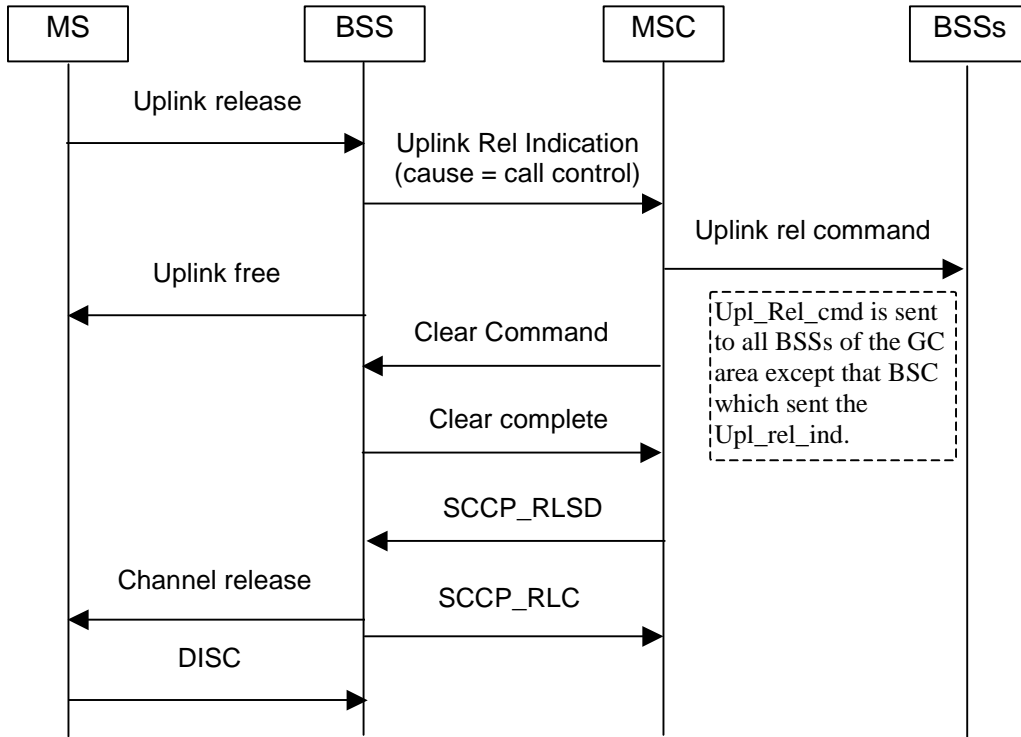 MS BSS MSC BSSs
Uplink release
Uplink Rel Indication
(cause = call control)
Uplink rel command
Uplink free
Upl_Rel_cmd is sent
to all BSSs of the GC
area except that BSC
which sent the
Upl_rel_ind.
Clear Command
Clear complete
SCCP_RLSD
Channel release
SCCP_RLC
DISC